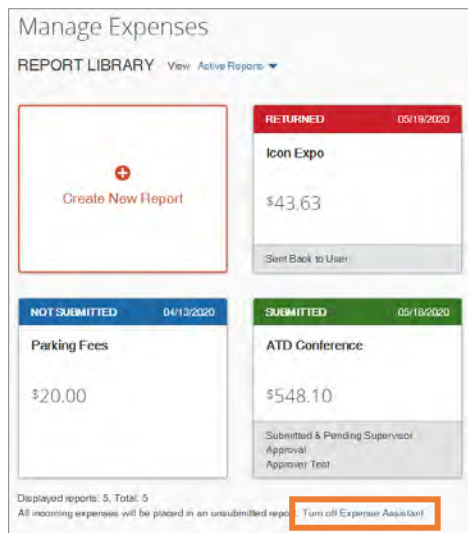 Manage Expenses
REPORT LIBRARY View Active Reports
RETURNED 05/19/2020
Icon Expo
$43.63
Sent Back to User
Create New Report
NOT SUBMITTED 04/13/2020
Parking Fees
$20.00
SUBMITTED 05/18/2020
ATD Conference
$548.10
Submitted & Pending Supervisor
Approval
Approver Test
Displayed reports: 5, Total: 5
All incoming expenses will be placed in an unsubmitted report. Turn off Expense Assistant